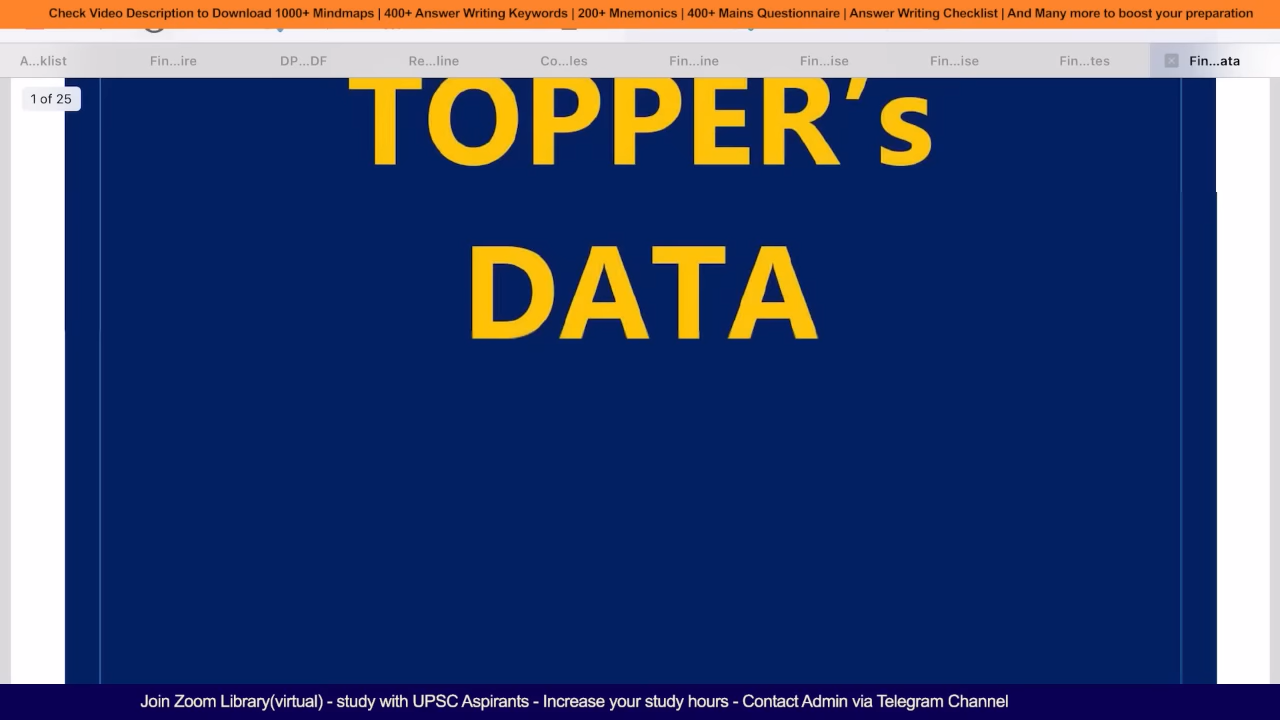 Check Video Description to Download 1000+ Mindmaps | 400+ Answer Writing Keywords | 200+ Mnemonics | 400+ Mains Questionnaire | Answer Writing Checklist | And Many more to boost your preparation
A...klist Fin...ire DP...DF Re...line Co...les Fin...ine Fin...ise Fin...ise Fin...tes Fin...ata
1 of 25
TOPPER’s
DATA
Join Zoom Library(virtual) - study with UPSC Aspirants - Increase your study hours - Contact Admin via Telegram Channel